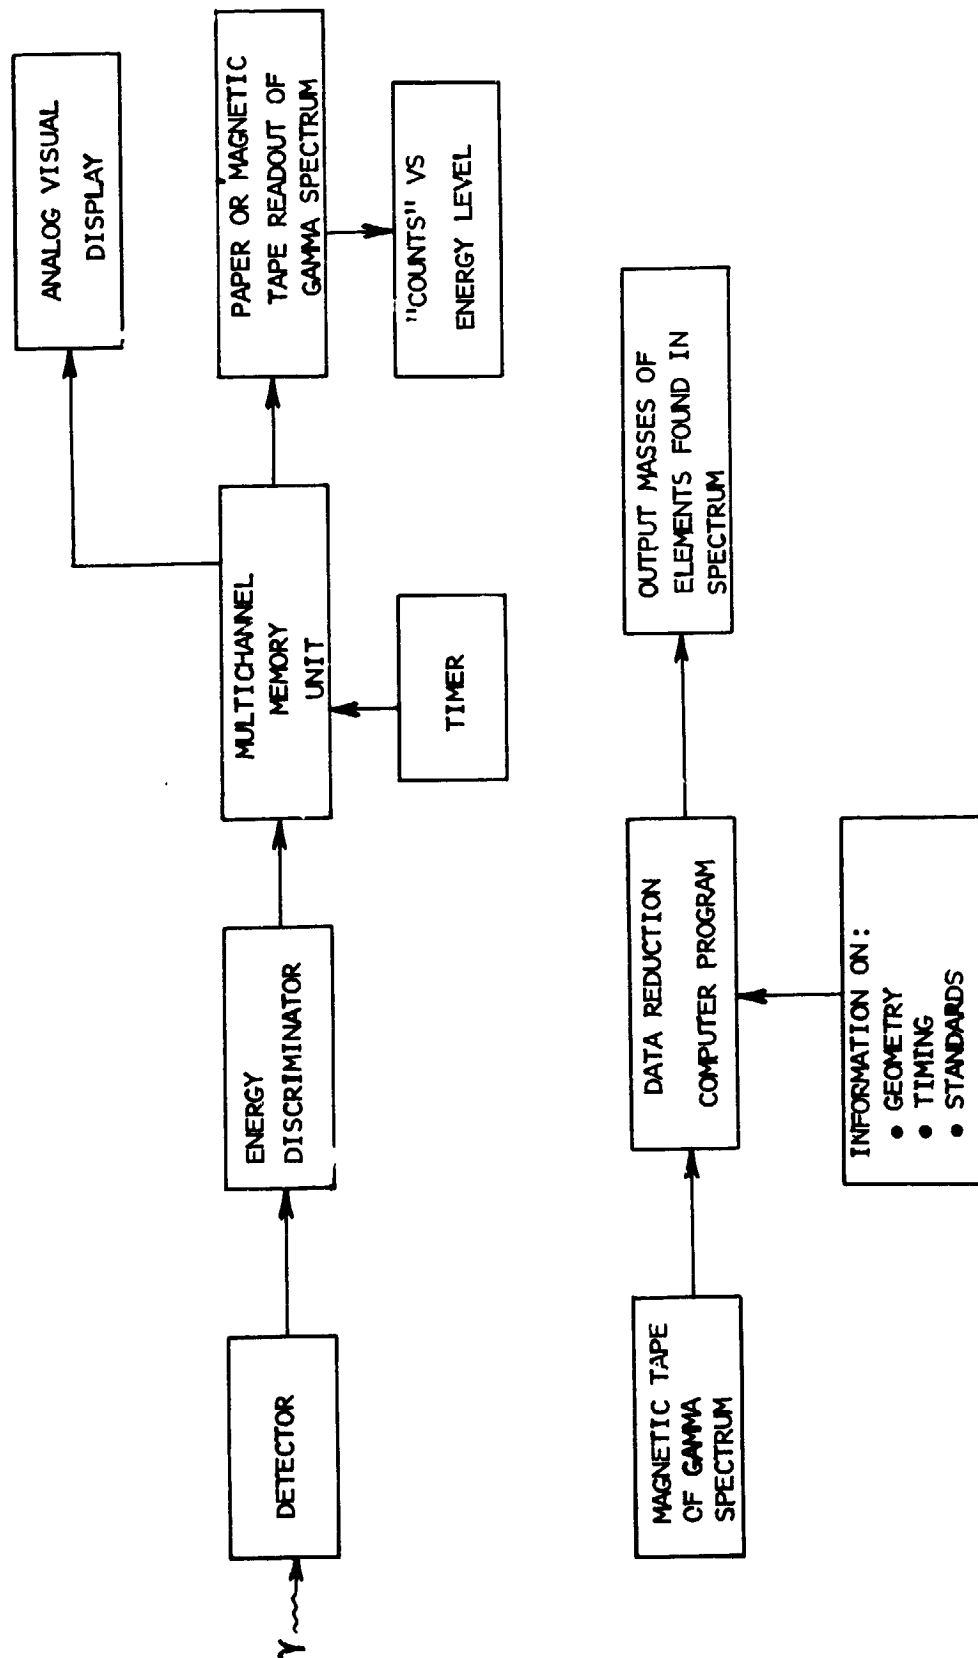 γ
DETECTOR
ENERGY
DISCRIMINATOR
MULTICHANNEL
MEMORY
UNIT
TIMER
ANALOG VISUAL
DISPLAY
PAPER OR MAGNETIC
TAPE READOUT OF
GAMMA SPECTRUM
"COUNTS" VS
ENERGY LEVEL
MAGNETIC TAPE
OF GAMMA
SPECTRUM
DATA REDUCTION
COMPUTER PROGRAM
INFORMATION ON:
• GEOMETRY
• TIMING
• STANDARDS
OUTPUT MASSES OF
ELEMENTS FOUND IN
SPECTRUM